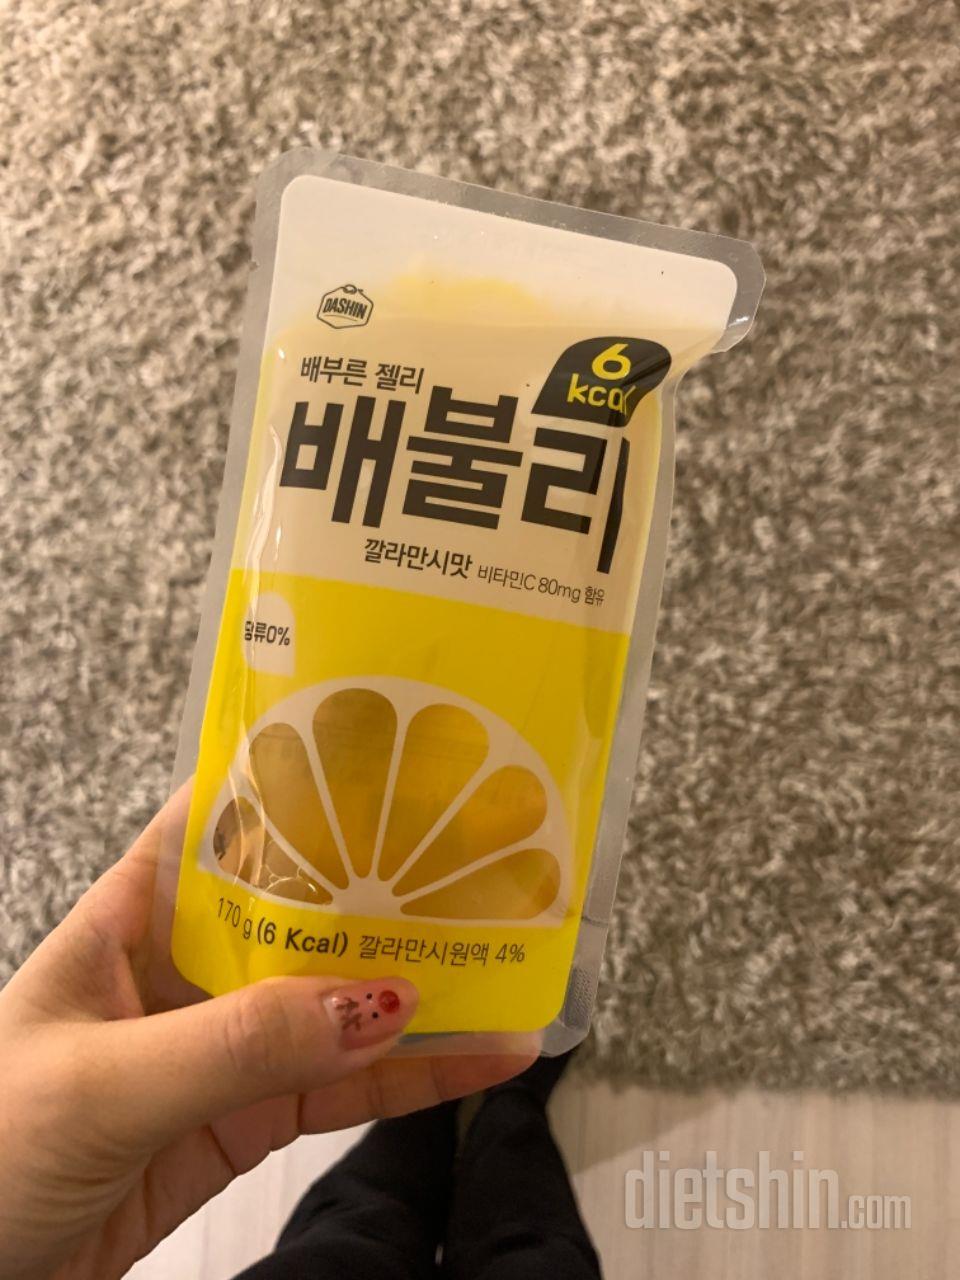 DASHIN
6
kcal
배부른 젤리
배불리
깔라만시맛 비타민C 80mg 함유
당류0%
170 g (6 Kcal) 깔라만시원액 4%
dietshin.com